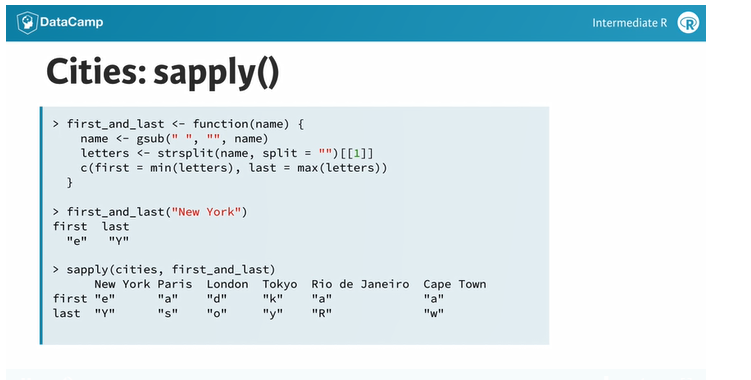 DataCamp
Intermediate R
R
Cities: sapply()
> first_and_last <- function(name) {
name <- gsub(" ", "", name)
letters <- strsplit(name, split = "")[[1]]
c(first = min(letters), last = max(letters))
}
> first_and_last("New York")
first last
"e" "Y"
> sapply(cities, first_and_last)
New York Paris London Tokyo Rio de Janeiro Cape Town
first "e" "a" "d" "k" "a" "a"
last "Y" "s" "o" "y" "R" "w"